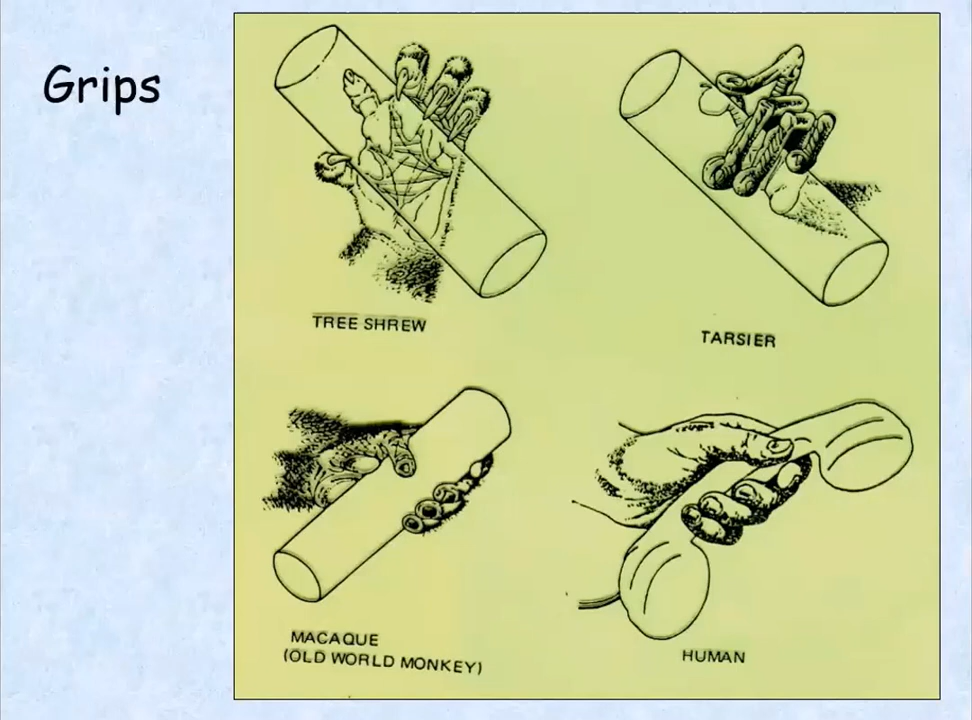 Grips
TREE SHREW
TARSIER
MACAQUE
(OLD WORLD MONKEY)
HUMAN